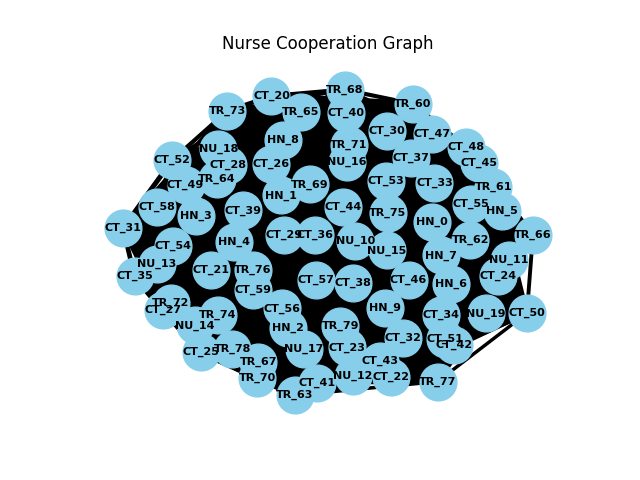 Nurse Cooperation Graph
TR_68
CT_20
TR_60
TR_73
TR_65
CT_40
CT_30
CT_47
HN_8
TR_71
CT_48
NU_18
CT_37
CT_52
CT_28
CT_26
NU_16
CT_45
TR_64
CT_49
TR_69
CT_53
CT_33
TR_61
HN_1
CT_58
CT_39
CT_44
CT_55
HN_5
HN_3
TR_75
HN_0
CT_31
CT_29
CT_36
TR_66
HN_4
NU_10
TR_62
CT_54
NU_15
HN_7
NU_11
NU_13
CT_35
CT_21
TR_76
CT_24
CT_57
CT_38
CT_46
HN_6
CT_59
TR_72
CT_27
CT_56
HN_9
TR_74
CT_34
NU_19
CT_50
NU_14
HN_2
TR_79
CT_32
CT_51
CT_42
CT_25
TR_78
NU_17
CT_23
TR_67
CT_43
TR_70
NU_12
CT_22
CT_41
TR_77
TR_63